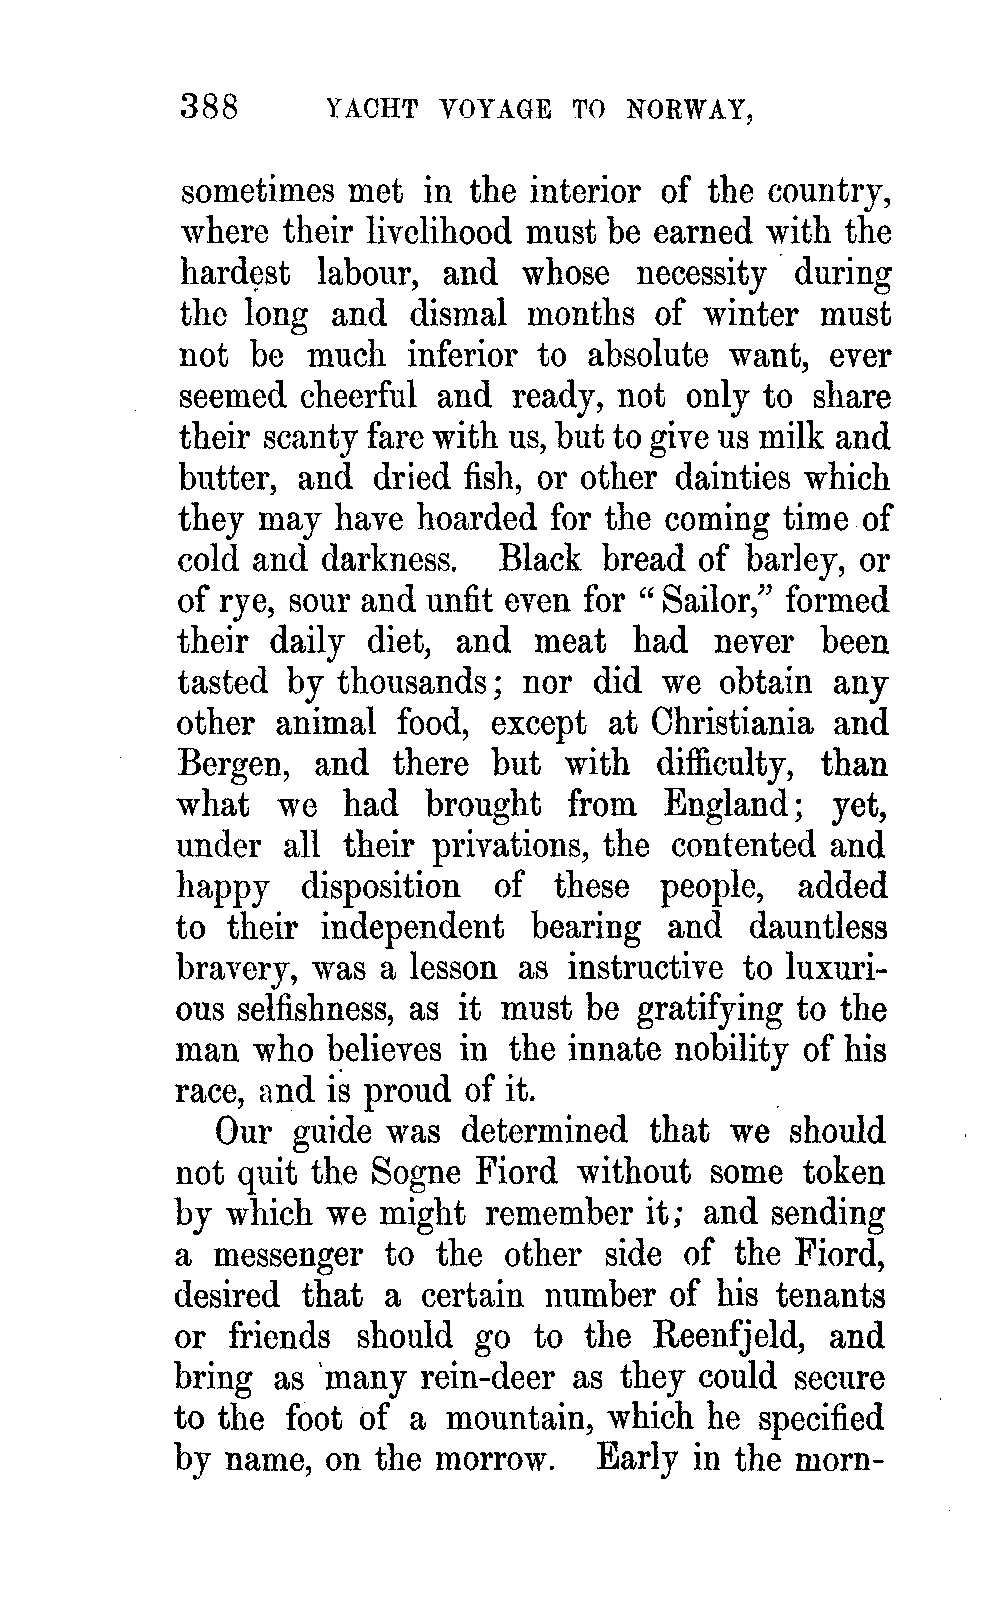 388 YACHT VOYAGE TO NORWAY,
sometimes met in the interior of the country,
where their livelihood must be earned with the
hardest labour, and whose necessity during
the long and dismal months of winter must
not be much inferior to absolute want, ever
seemed cheerful and ready, not only to share
their scanty fare with us, but to give us milk and
butter, and dried fish, or other dainties which
they may have hoarded for the coming time of
cold and darkness. Black bread of barley, or
of rye, sour and unfit even for “ Sailor,” formed
their daily diet, and meat had never been
tasted by thousands; nor did we obtain any
other animal food, except at Christiania and
Bergen, and there but with difficulty, than
what we had brought from England; yet,
under all their privations, the contented and
happy disposition of these people, added
to their independent bearing and dauntless
bravery, was a lesson as instructive to luxuri-
ous selfishness, as it must be gratifying to the
man who believes in the innate nobility of his
race, and is proud of it.
Our guide was determined that we should
not quit the Sogne Fiord without some token
by which we might remember it; and sending
a messenger to the other side of the Fiord,
desired that a certain number of his tenants
or friends should go to the Reenfjeld, and
bring as many rein-deer as they could secure
to the foot of a mountain, which he specified
by name, on the morrow. Early in the morn-